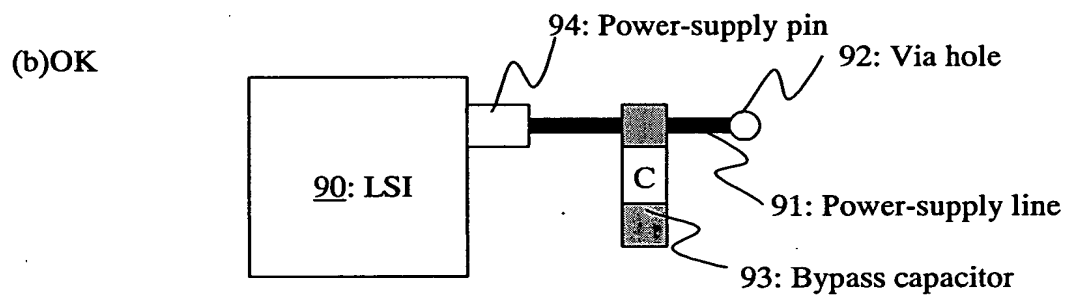 94: Power-supply pin
(b)OK
92: Via hole
90: LSI
C
91: Power-supply line
93: Bypass capacitor